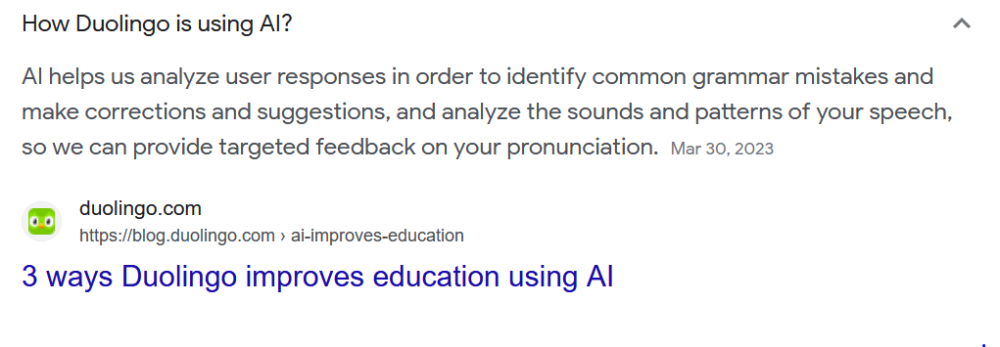 How Duolingo is using AI?
AI helps us analyze user responses in order to identify common grammar mistakes and
make corrections and suggestions, and analyze the sounds and patterns of your speech,
so we can provide targeted feedback on your pronunciation. Mar 30, 2023
duolingo.com
https://blog.duolingo.com › ai-improves-education
3 ways Duolingo improves education using AI